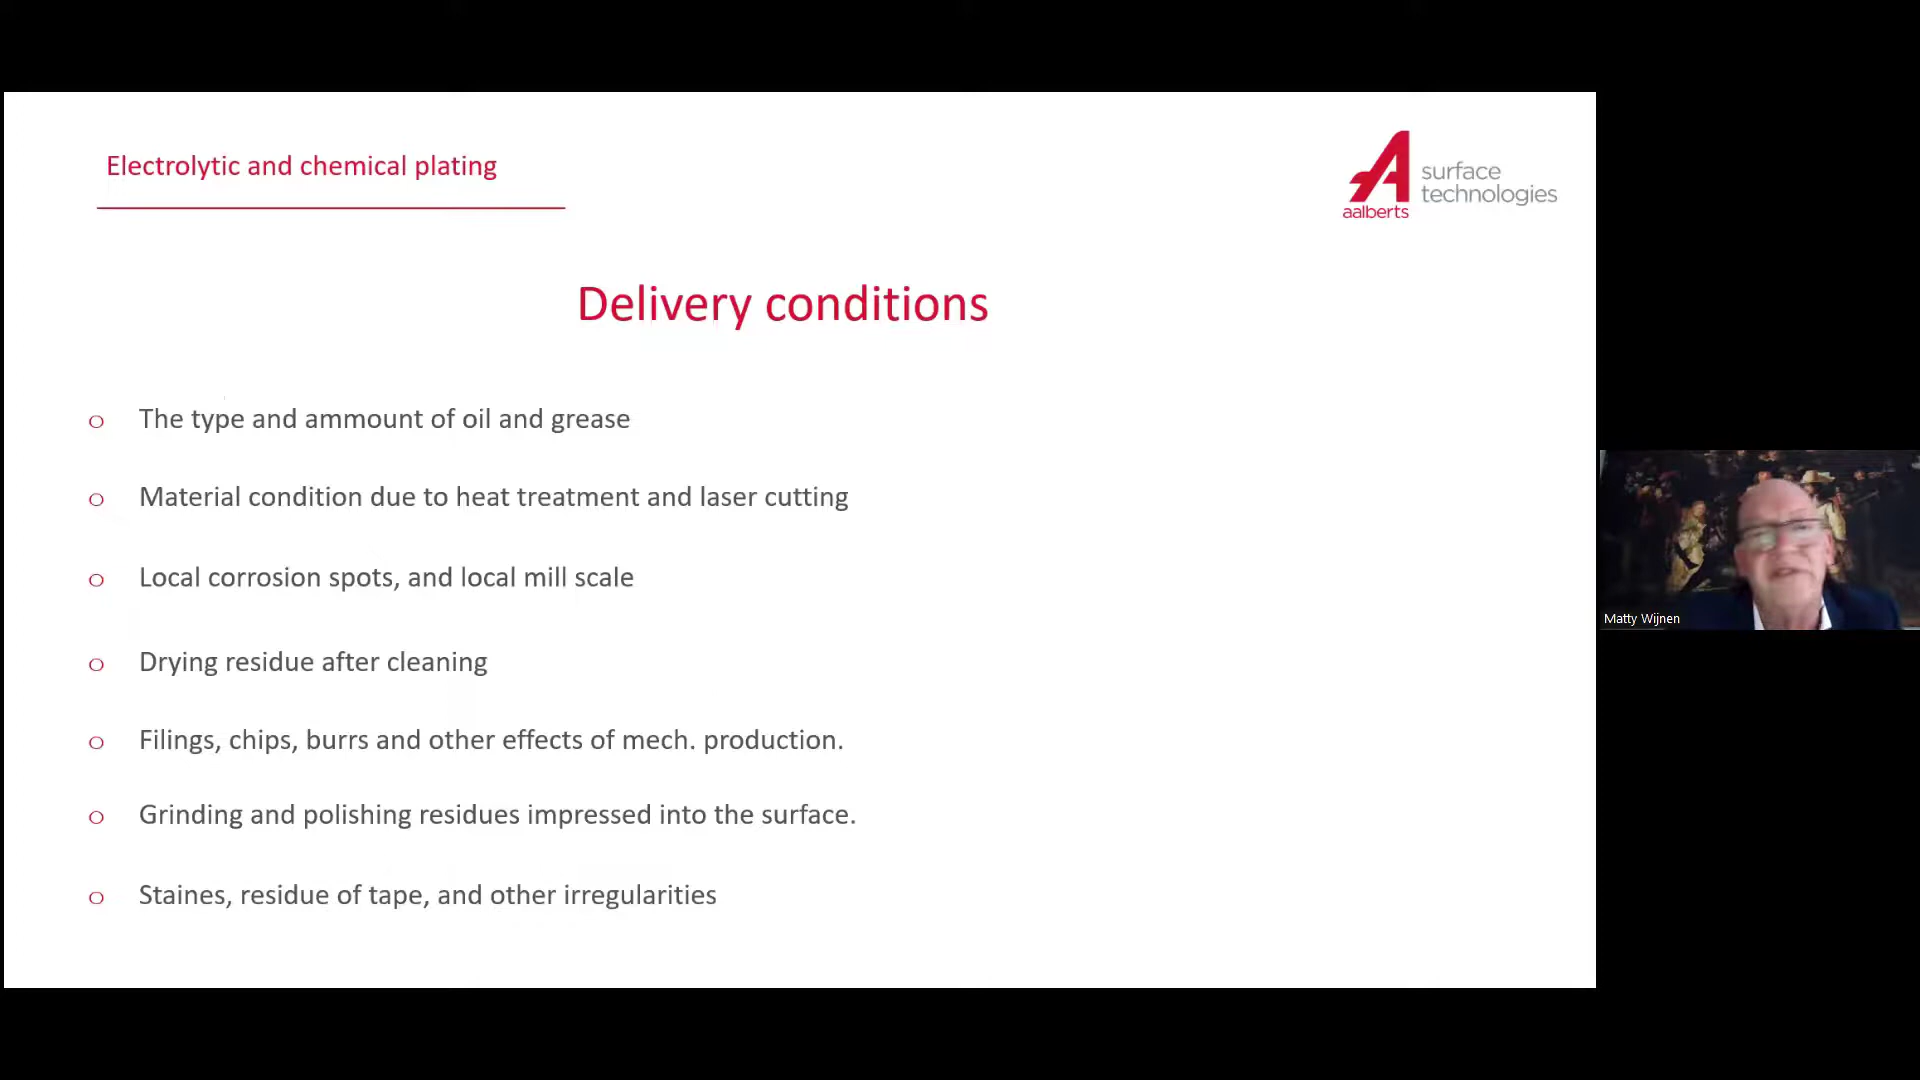 Electrolytic and chemical plating
surface
technologies
aalberts
Delivery conditions
o The type and ammount of oil and grease
o Material condition due to heat treatment and laser cutting
o Local corrosion spots, and local mill scale
o Drying residue after cleaning
o Filings, chips, burrs and other effects of mech. production.
o Grinding and polishing residues impressed into the surface.
o Staines, residue of tape, and other irregularities
Matty Wijnen